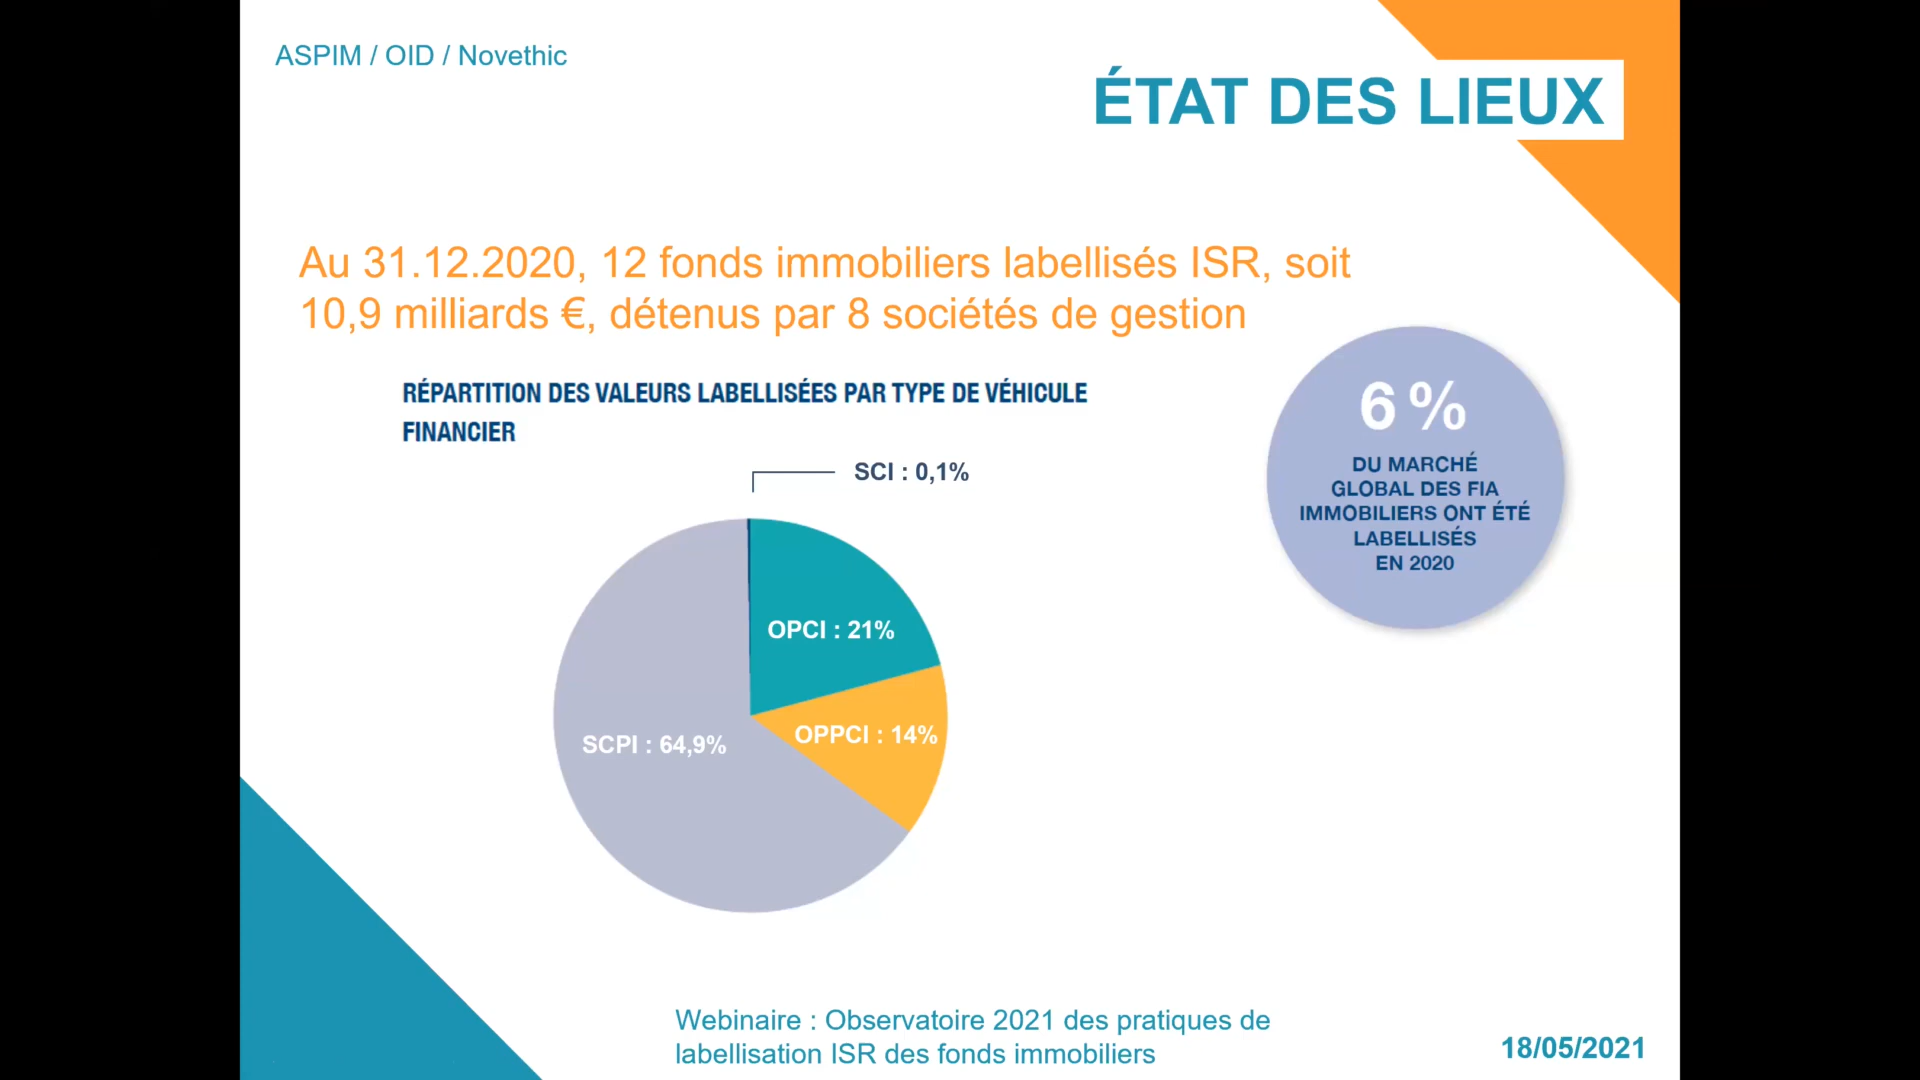 ASPIM / OID / Novethic
ÉTAT DES LIEUX
Au 31.12.2020, 12 fonds immobiliers labellisés ISR, soit
10,9 milliards €, détenus par 8 sociétés de gestion
RÉPARTITION DES VALEURS LABELLISÉES PAR TYPE DE VÉHICULE
FINANCIER
SCI : 0,1%
OPCI : 21%
OPPCI : 14%
SCPI : 64,9%
6 %
DU MARCHÉ
GLOBAL DES FIA
IMMOBILIERS ONT ÉTÉ
LABELLISÉS
EN 2020
Webinaire : Observatoire 2021 des pratiques de
labellisation ISR des fonds immobiliers
18/05/2021